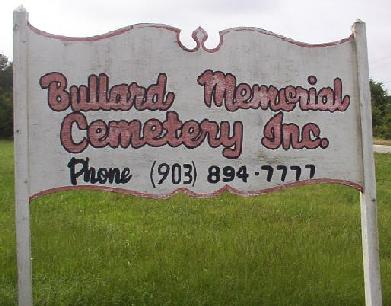 Bullard Memorial
Cemetery Inc.
Phone (903) 894-7777